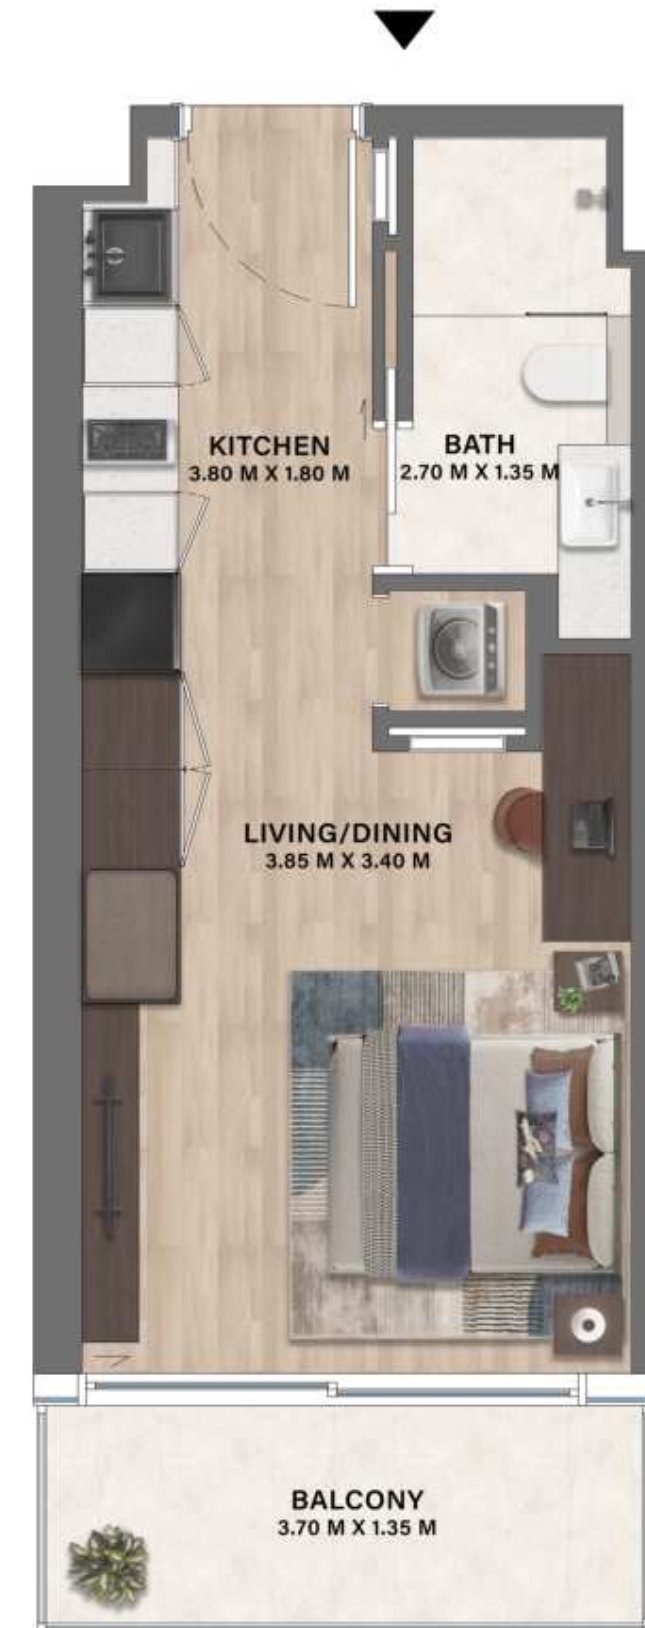 KITCHEN
3.80 M X 1.80 M
BATH
2.70 M X 1.35 M
LIVING/DINING
3.85 M X 3.40 M
BALCONY
3.70 M X 1.35 M